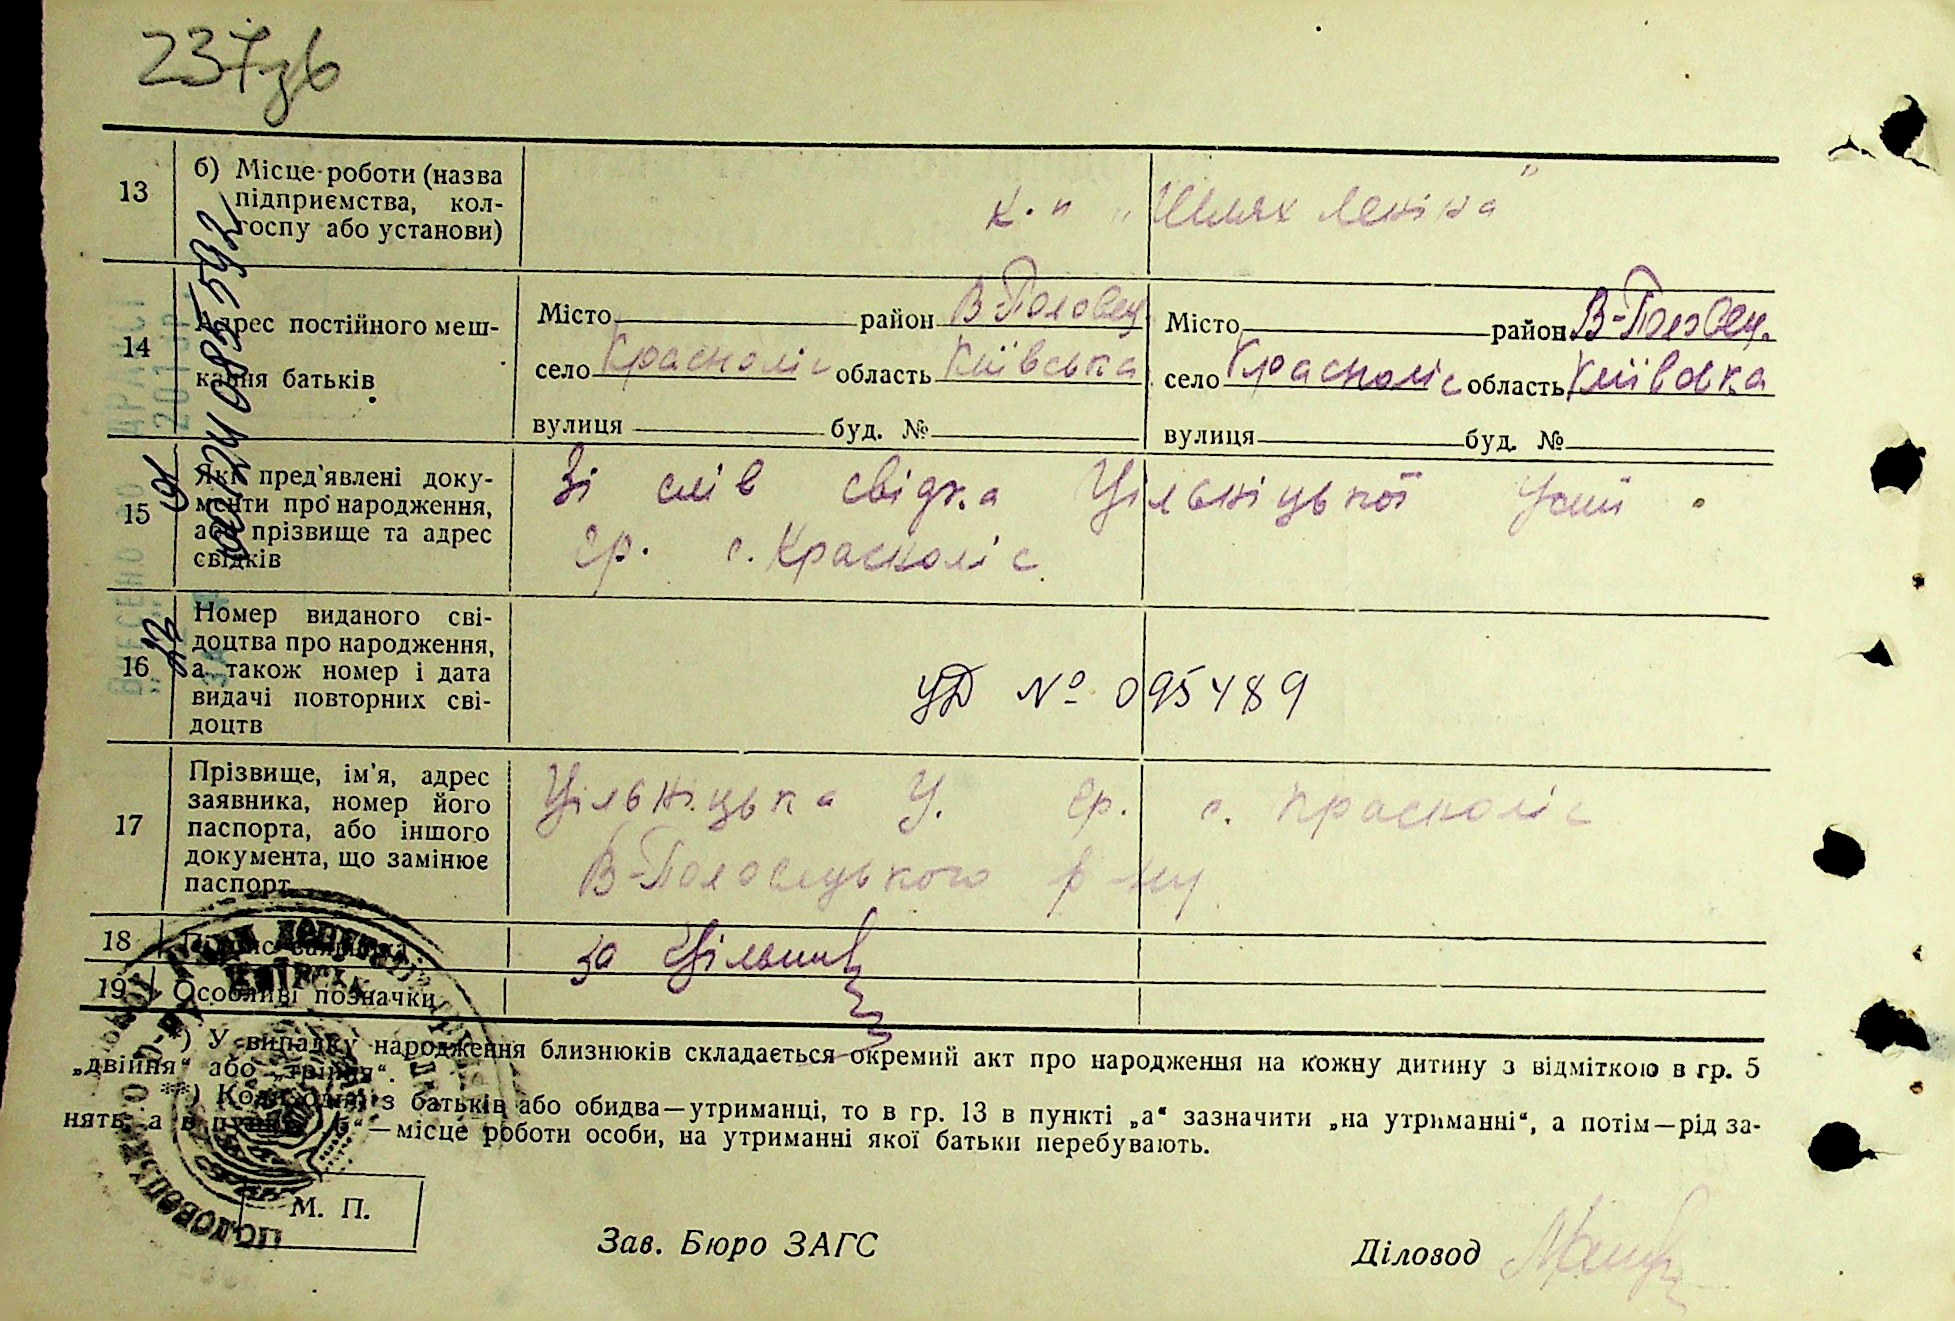 237зв
13 б) Місце роботи (назва
підприємства, кол-
госпу або установи)
к-п „Шлях Леніна"
14 Адрес постійного меш-
кання батьків
Місто район В-Половец.
село Красноліс область Київська
вулиця буд. №
Місто район В-Половец.
село Красноліс область Київська
вулиця буд. №
15 Які пред'явлені доку-
менти про народження,
або прізвище та адрес
свідків
Зі слів свідка Цільніцької
гр. с. Красноліс
16 Номер виданого сві-
доцтва про народження,
а також номер і дата
видачі повторних сві-
доцтв
УД № 095489
17 Прізвище, ім'я, адрес
заявника, номер його
паспорта, або іншого
документа, що замінює
паспорт
Цільніцька У. гр. с. Красноліс
В-Половецького р-ну
18 Підпис заявника
за
19 Особливі позначки
*) У випадку народження близнюків складається окремий акт про народження на кожну дитину з відміткою в гр. 5
„двійня" або „трійня".
**) Коли один з батьків або обидва—утриманці, то в гр. 13 в пункті „а" зазначити „на утриманні", а потім—рід за-
нять, а в пункті „б"—місце роботи особи, на утриманні якої батьки перебувають.
М. П.
Зав. Бюро ЗАГС
Діловод